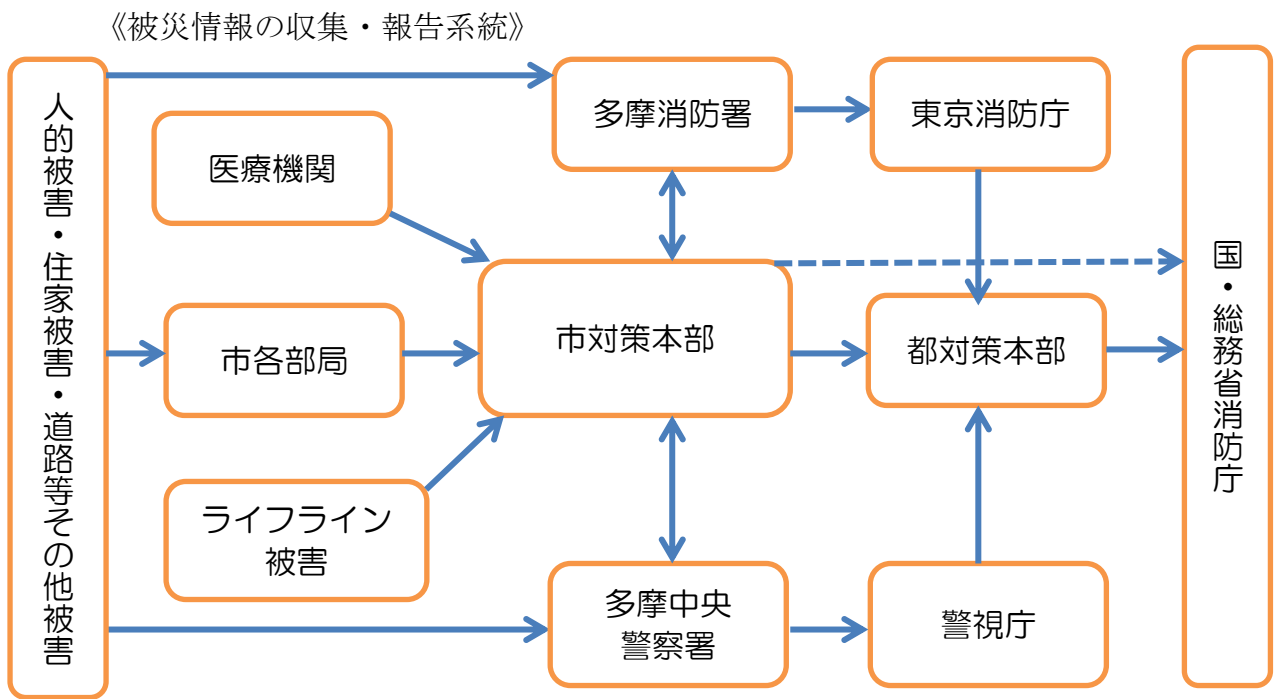 《被災情報の収集・報告系統》
人的被害・住家被害・道路等その他被害
多摩消防署
東京消防庁
医療機関
市各部局
市対策本部
都対策本部
国・総務省消防庁
ライフライン
被害
多摩中央
警察署
警視庁